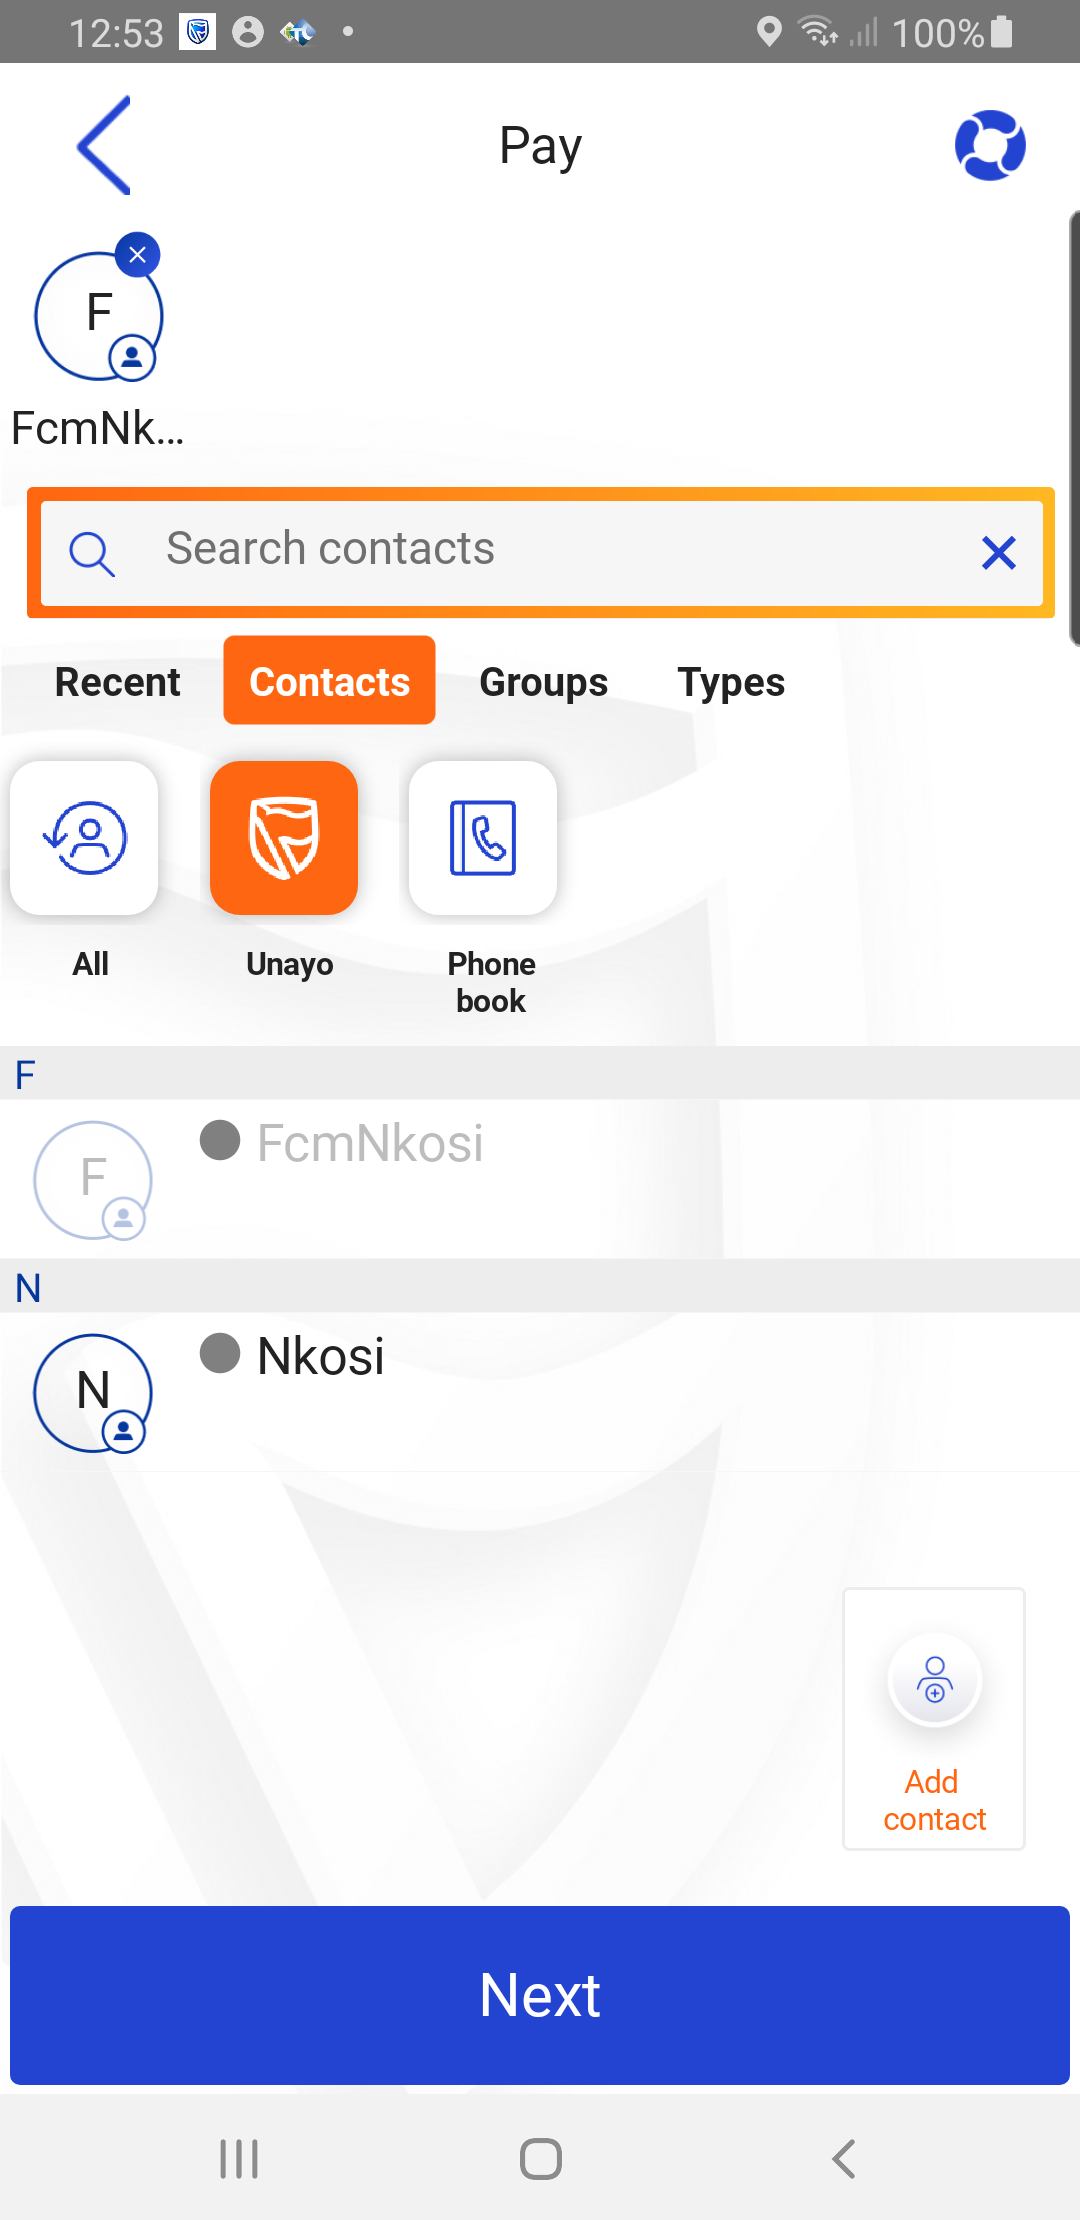 12:53
100%
Pay
F
FcmNk...
Search contacts
Recent Contacts Groups Types
All Unayo Phone
book
F
F FcmNkosi
N
N Nkosi
Add
contact
Next